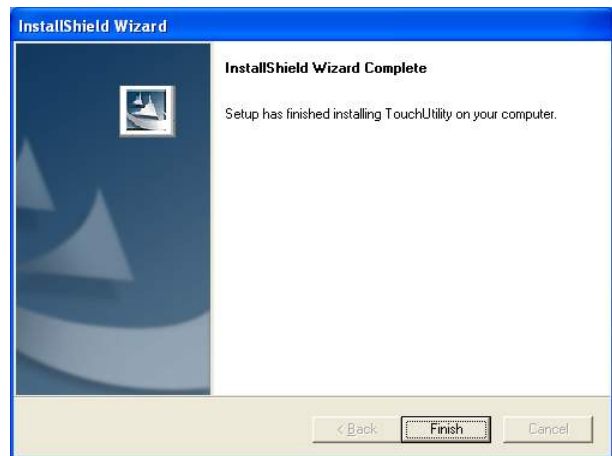 InstallShield Wizard
InstallShield Wizard Complete
Setup has finished installing TouchUtility on your computer.
< Back Finish Cancel